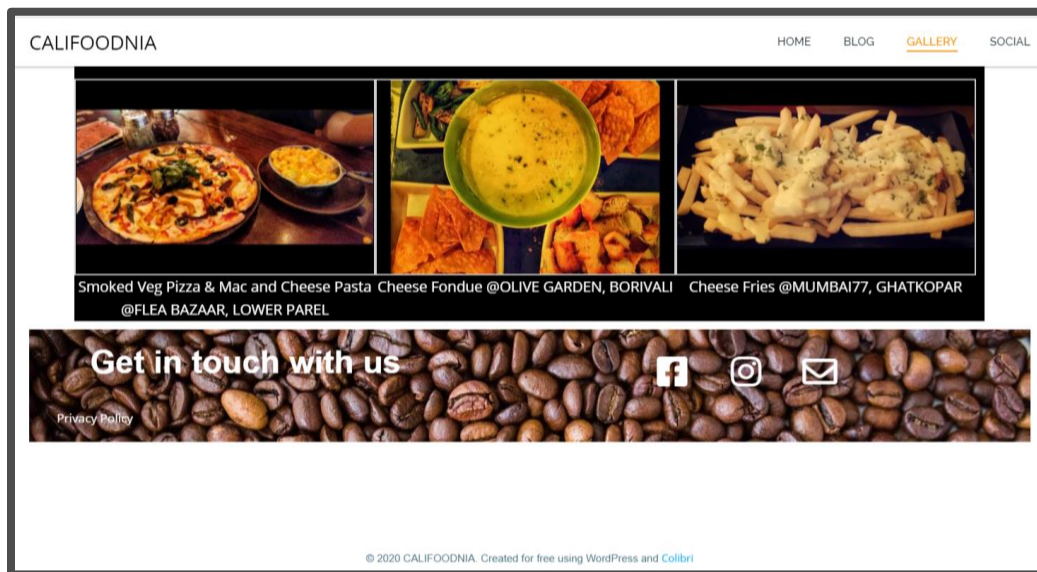 CALIFOODNIA
HOME BLOG GALLERY SOCIAL
Smoked Veg Pizza & Mac and Cheese Pasta
@FLEA BAZAAR, LOWER PAREL
Cheese Fondue @OLIVE GARDEN, BORIVALI
Cheese Fries @MUMBAI77, GHATKOPAR
Get in touch with us
Privacy Policy
© 2020 CALIFOODNIA. Created for free using WordPress and Colibri